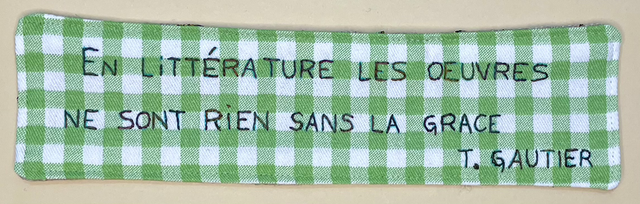 EN LITTÉRATURE LES OEUVRES
NE SONT RIEN SANS LA GRACE
T. GAUTIER